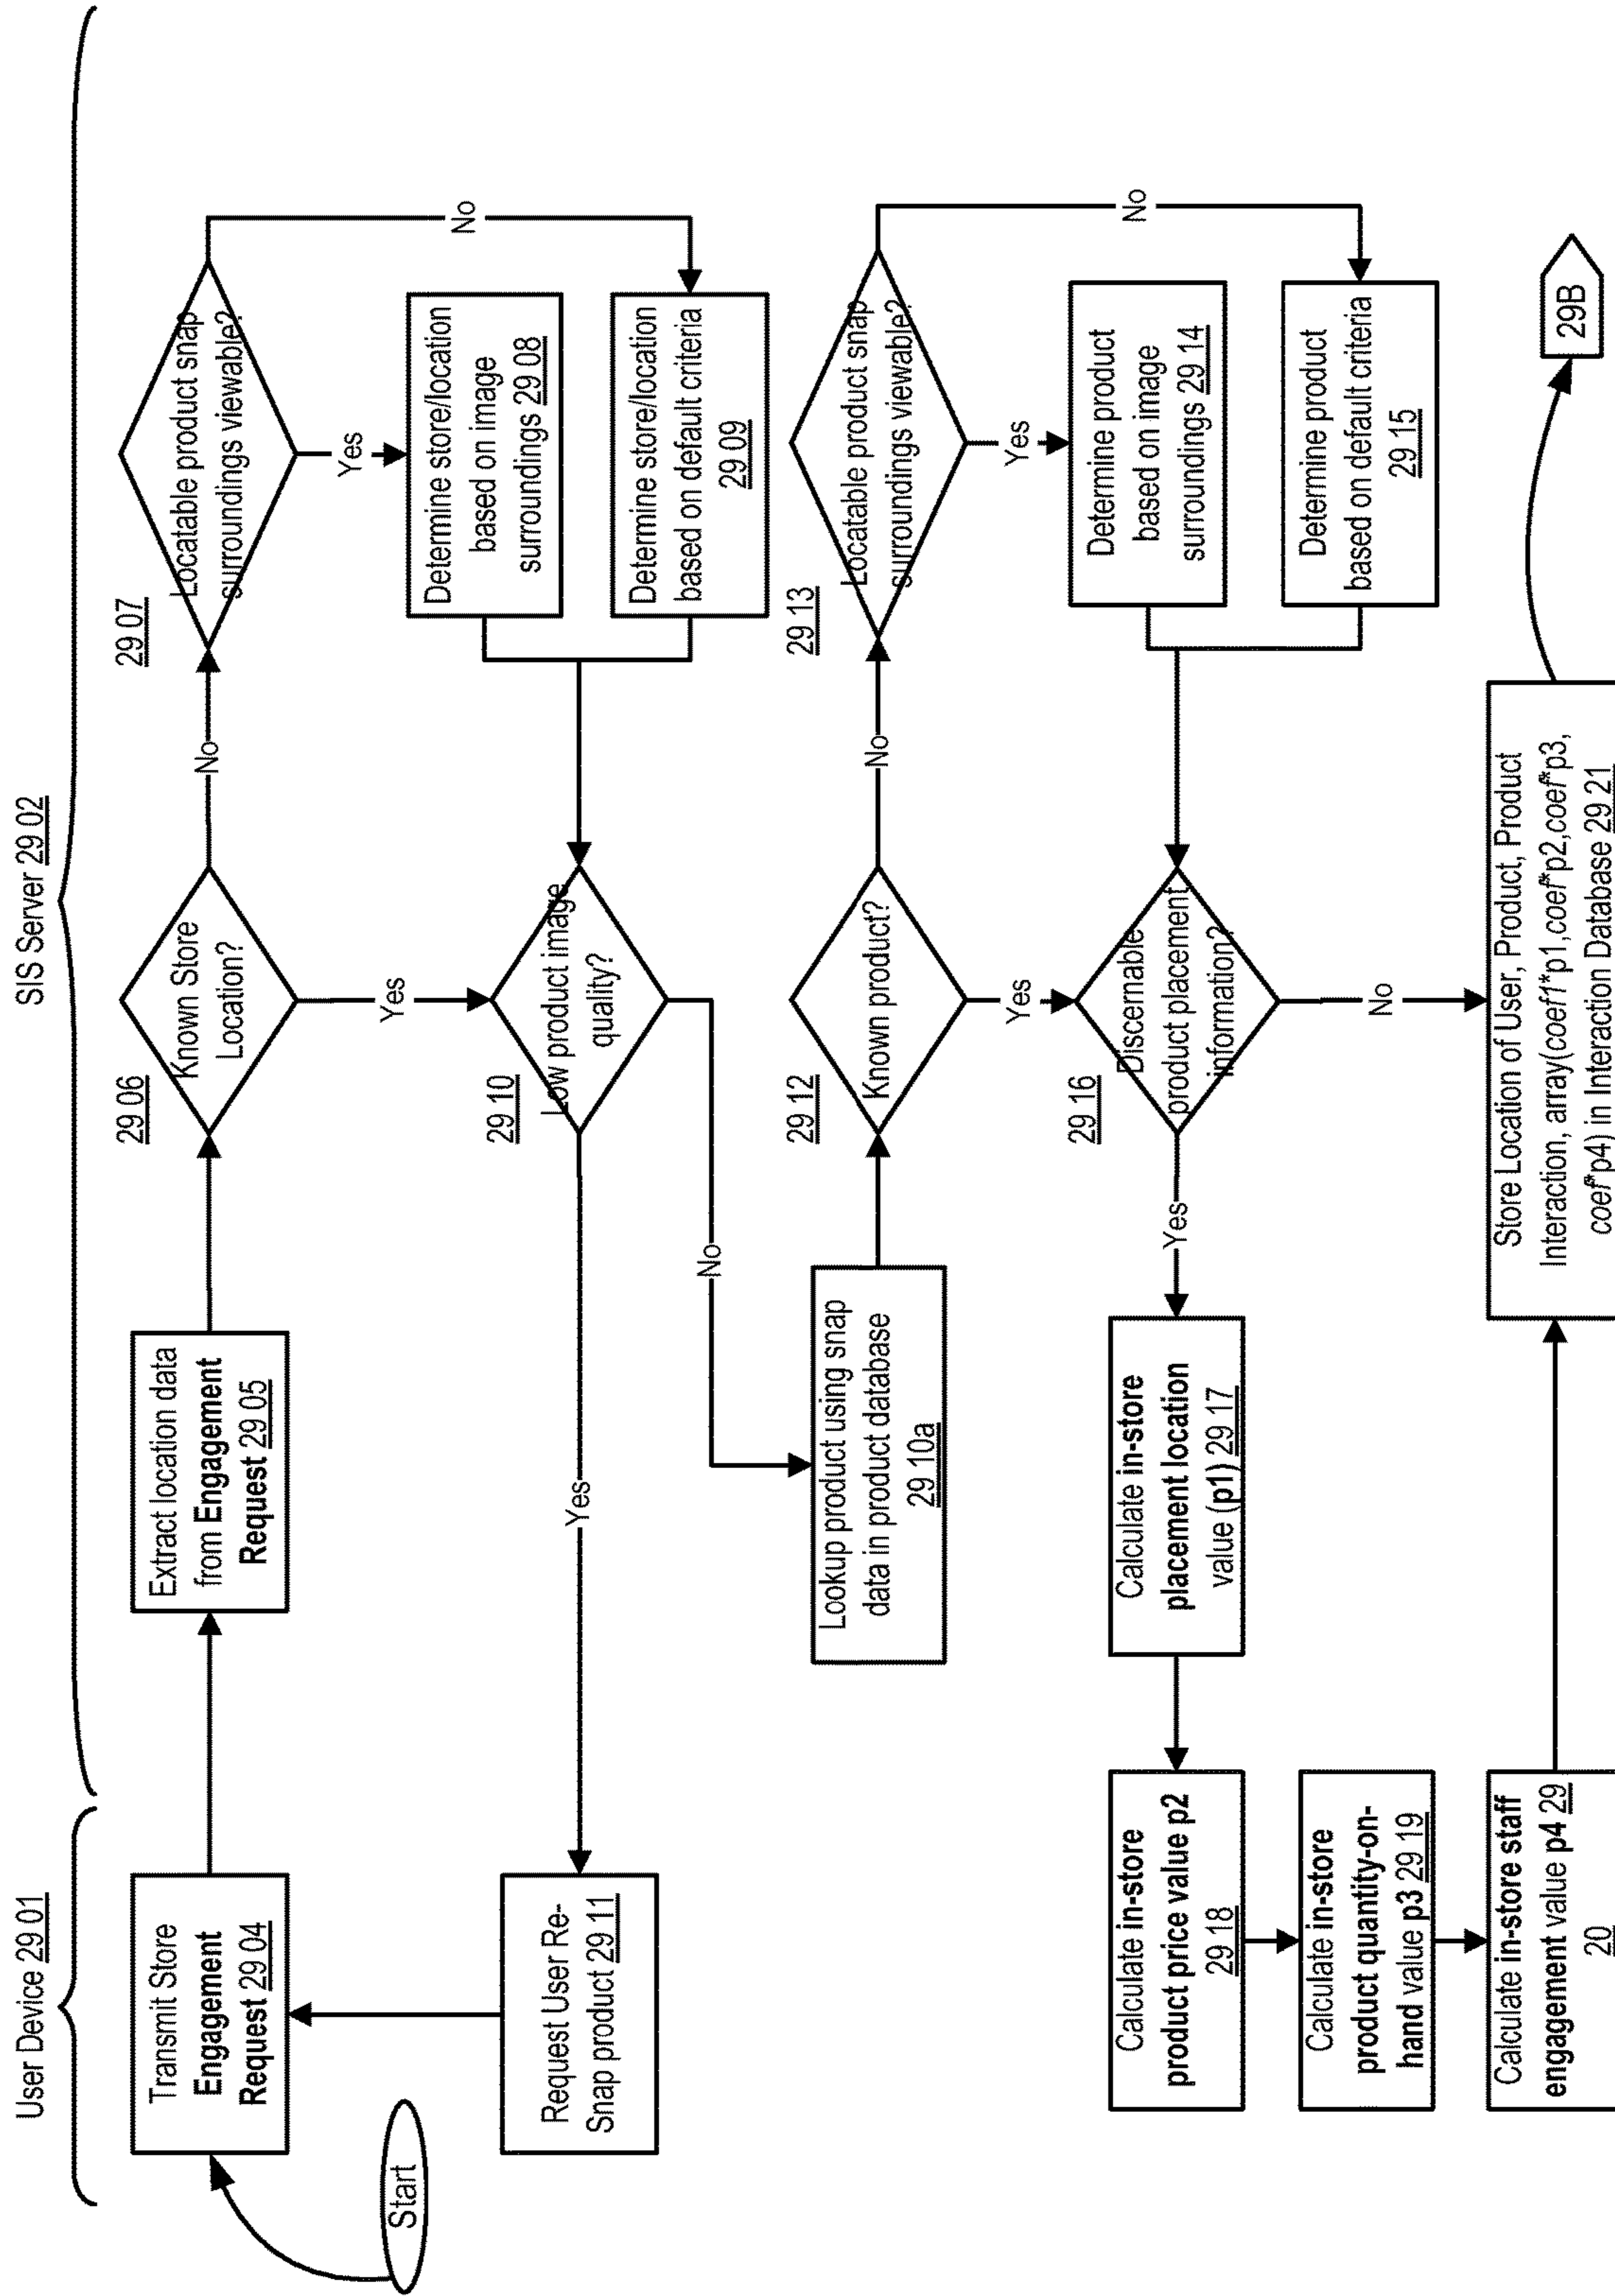 User Device 29 01
SIS Server 29 02
Start
Transmit Store
Engagement
Request 29 04
Extract location data
from Engagement
Request 29 05
29 06
Known Store
Location?
No
Yes
29 07
Locatable product snap
surroundings viewable?
Yes
No
Determine store/location
based on image
surroundings 29 08
Determine store/location
based on default criteria
29 09
29 10
Low product image
quality?
Yes
No
Request User Re-
Snap product 29 11
Lookup product using snap
data in product database
29 10a
29 12
Known product?
No
Yes
29 13
Locatable product snap
surroundings viewable?
Yes
No
Determine product
based on image
surroundings 29 14
Determine product
based on default criteria
29 15
29 16
Discernable
product placement
information?
Yes
No
Calculate in-store
placement location
value (p1) 29 17
Calculate in-store
product price value p2
29 18
Calculate in-store
product quantity-on-
hand value p3 29 19
Calculate in-store staff
engagement value p4 29
20
Store Location of User, Product, Product
Interaction, array(coef1*p1,coef*p2,coef*p3,
coef*p4) in Interaction Database 29 21
29B